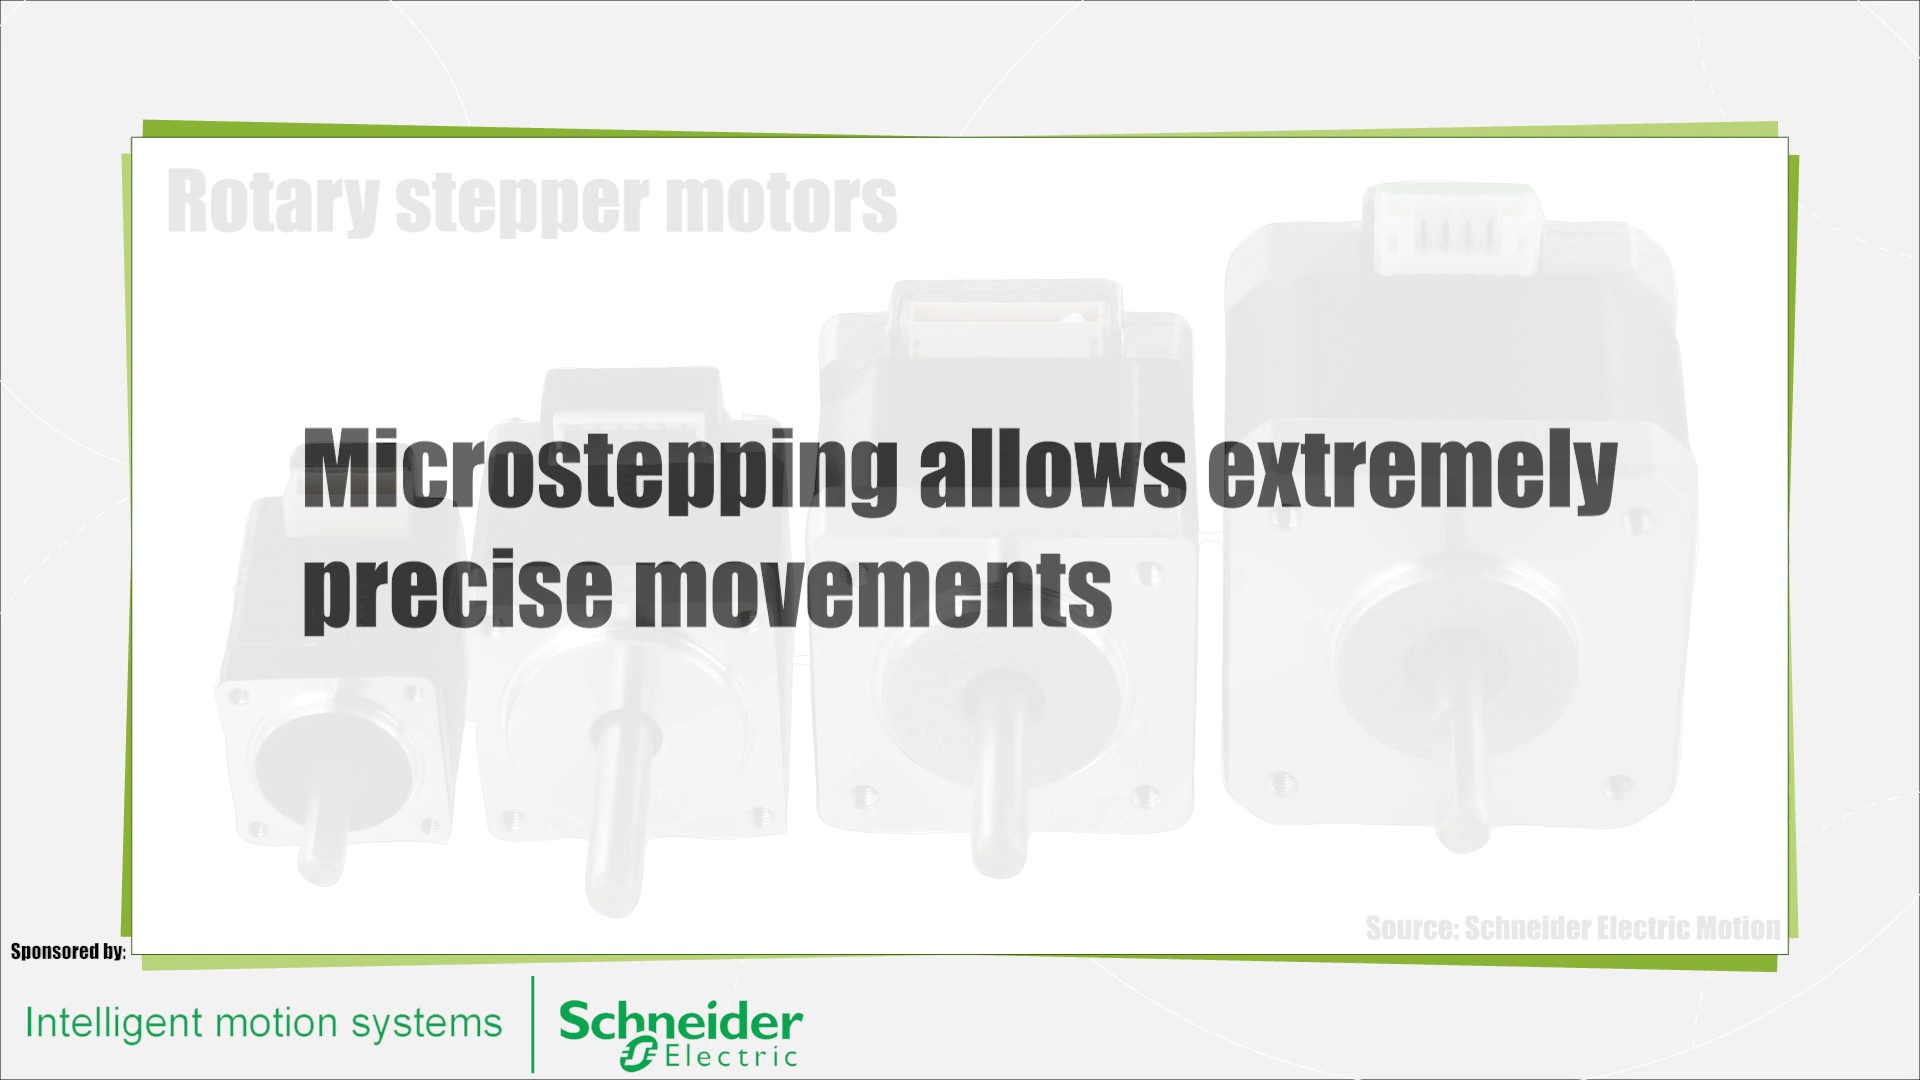 Rotary stepper motors
Microstepping allows extremely
precise movements
Source: Schneider Electric Motion
Sponsored by:
Intelligent motion systems
Schneider
Electric